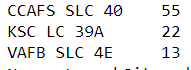 CCAFS SLC 40    55
KSC LC 39A      22
VAFB SLC 4E     13